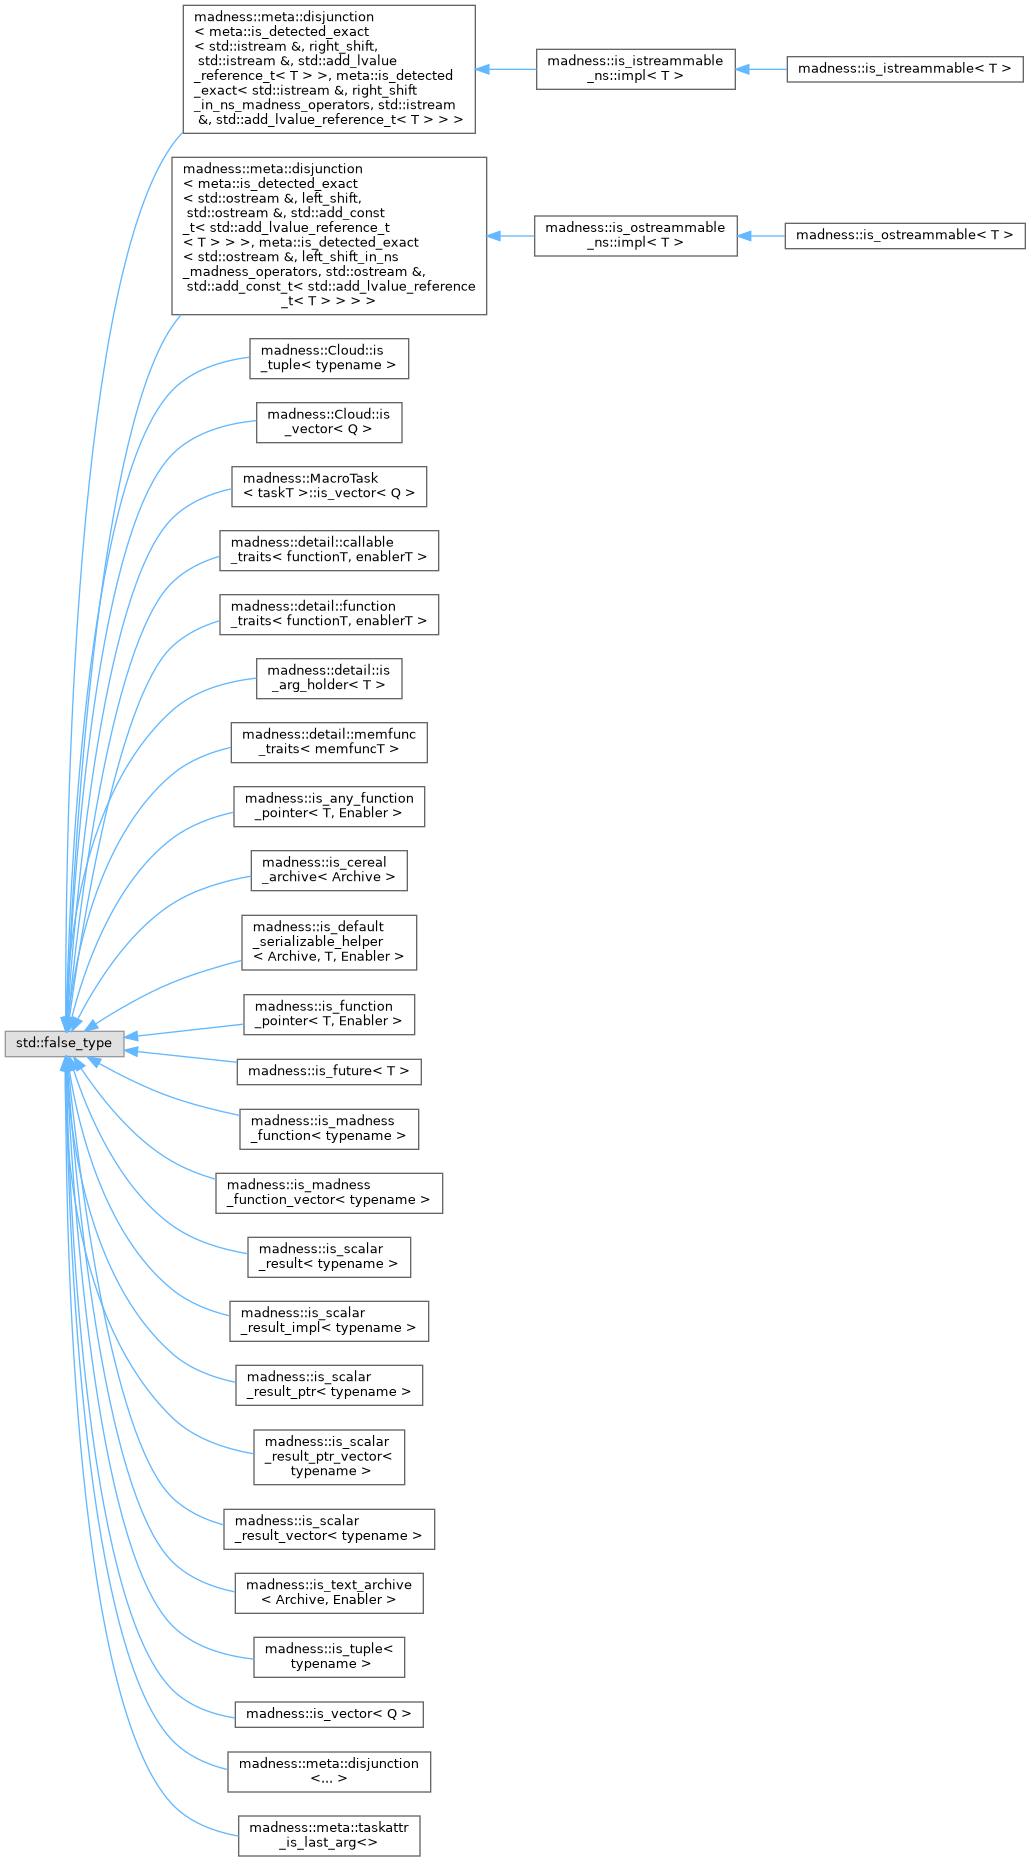 madness::meta::disjunction
< meta::is_detected_exact
< std::istream &, right_shift,
std::istream &, std::add_lvalue
_reference_t< T > >, meta::is_detected
_exact< std::istream &, right_shift
_in_ns_madness_operators, std::istream
&, std::add_lvalue_reference_t< T > > >
madness::is_istreammable
_ns::impl< T >
madness::is_istreammable< T >
madness::meta::disjunction
< meta::is_detected_exact
< std::ostream &, left_shift,
std::ostream &, std::add_const
_t< std::add_lvalue_reference_t
< T > > >, meta::is_detected_exact
< std::ostream &, left_shift_in_ns
_madness_operators, std::ostream &,
std::add_const_t< std::add_lvalue_reference
_t< T > > > >
madness::is_ostreammable
_ns::impl< T >
madness::is_ostreammable< T >
madness::Cloud::is
_tuple< typename >
madness::Cloud::is
_vector< Q >
madness::MacroTask
< taskT >::is_vector< Q >
madness::detail::callable
_traits< functionT, enablerT >
madness::detail::function
_traits< functionT, enablerT >
madness::detail::is
_arg_holder< T >
madness::detail::memfunc
_traits< memfuncT >
madness::is_any_function
_pointer< T, Enabler >
madness::is_cereal
_archive< Archive >
madness::is_default
_serializable_helper
< Archive, T, Enabler >
madness::is_function
_pointer< T, Enabler >
std::false_type
madness::is_future< T >
madness::is_madness
_function< typename >
madness::is_madness
_function_vector< typename >
madness::is_scalar
_result< typename >
madness::is_scalar
_result_impl< typename >
madness::is_scalar
_result_ptr< typename >
madness::is_scalar
_result_ptr_vector<
typename >
madness::is_scalar
_result_vector< typename >
madness::is_text_archive
< Archive, Enabler >
madness::is_tuple<
typename >
madness::is_vector< Q >
madness::meta::disjunction
<... >
madness::meta::taskattr
_is_last_arg<>